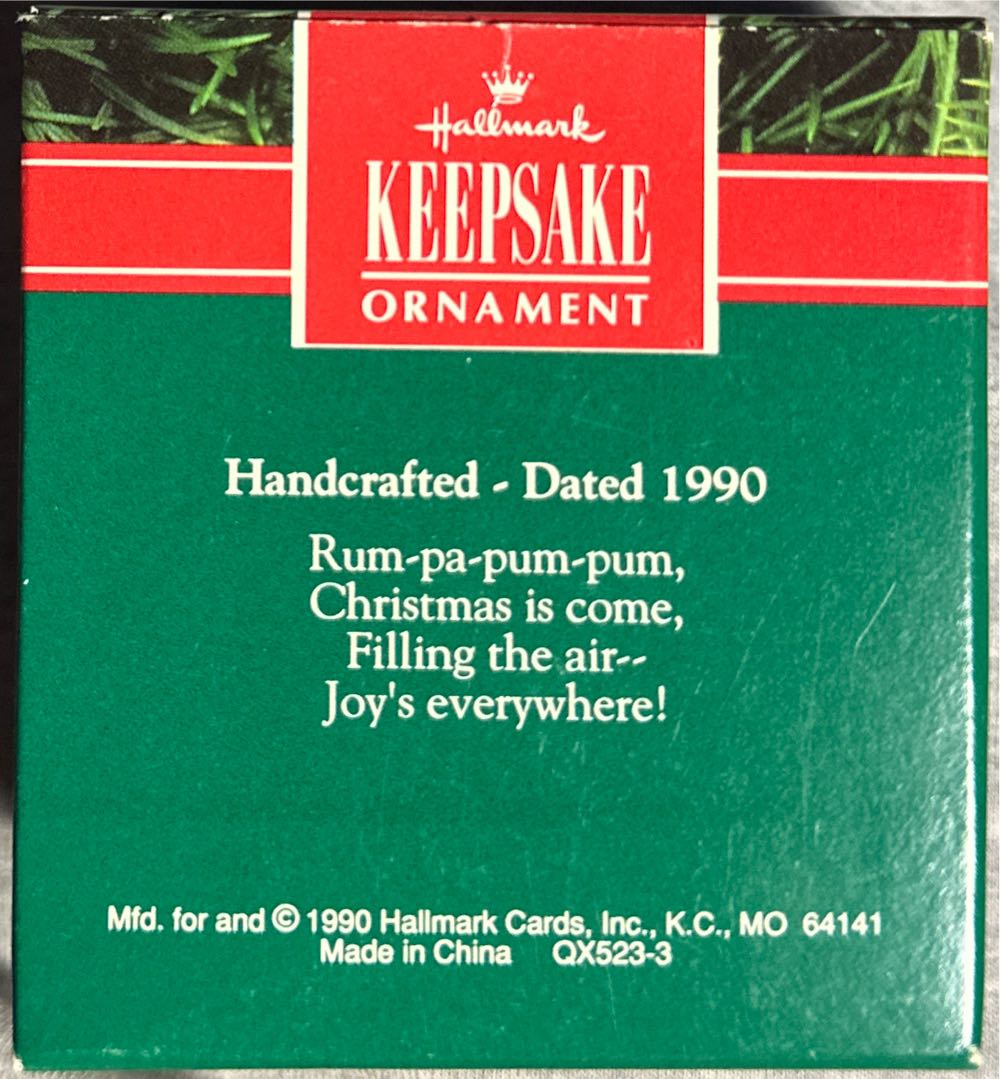 Hallmark
KEEPSAKE
ORNAMENT
Handcrafted - Dated 1990
Rum-pa-pum-pum,
Christmas is come,
Filling the air--
Joy's everywhere!
Mfd. for and © 1990 Hallmark Cards, Inc., K.C., MO 64141
Made in China QX523-3